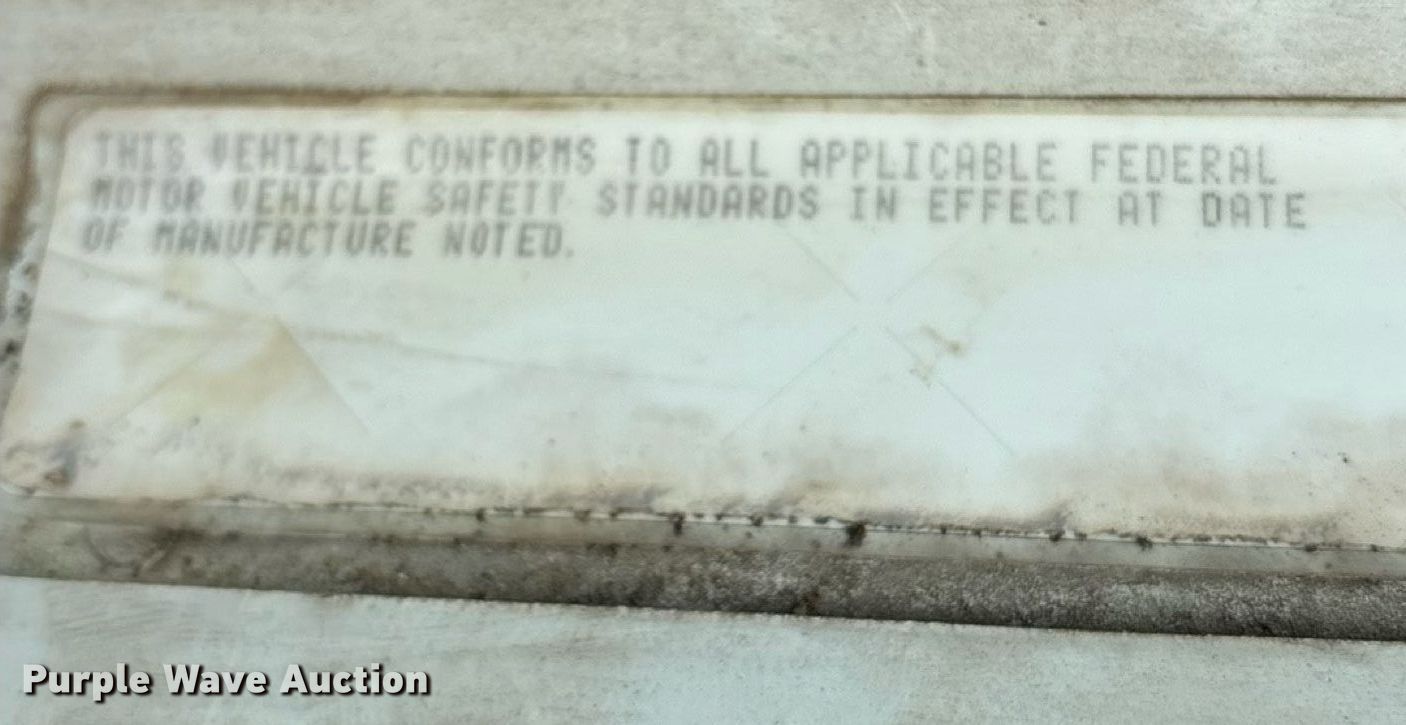 THIS VEHICLE CONFORMS TO ALL APPLICABLE FEDERAL
MOTOR VEHICLE SAFETY STANDARDS IN EFFECT AT DATE
OF MANUFACTURE NOTED.
Purple Wave Auction